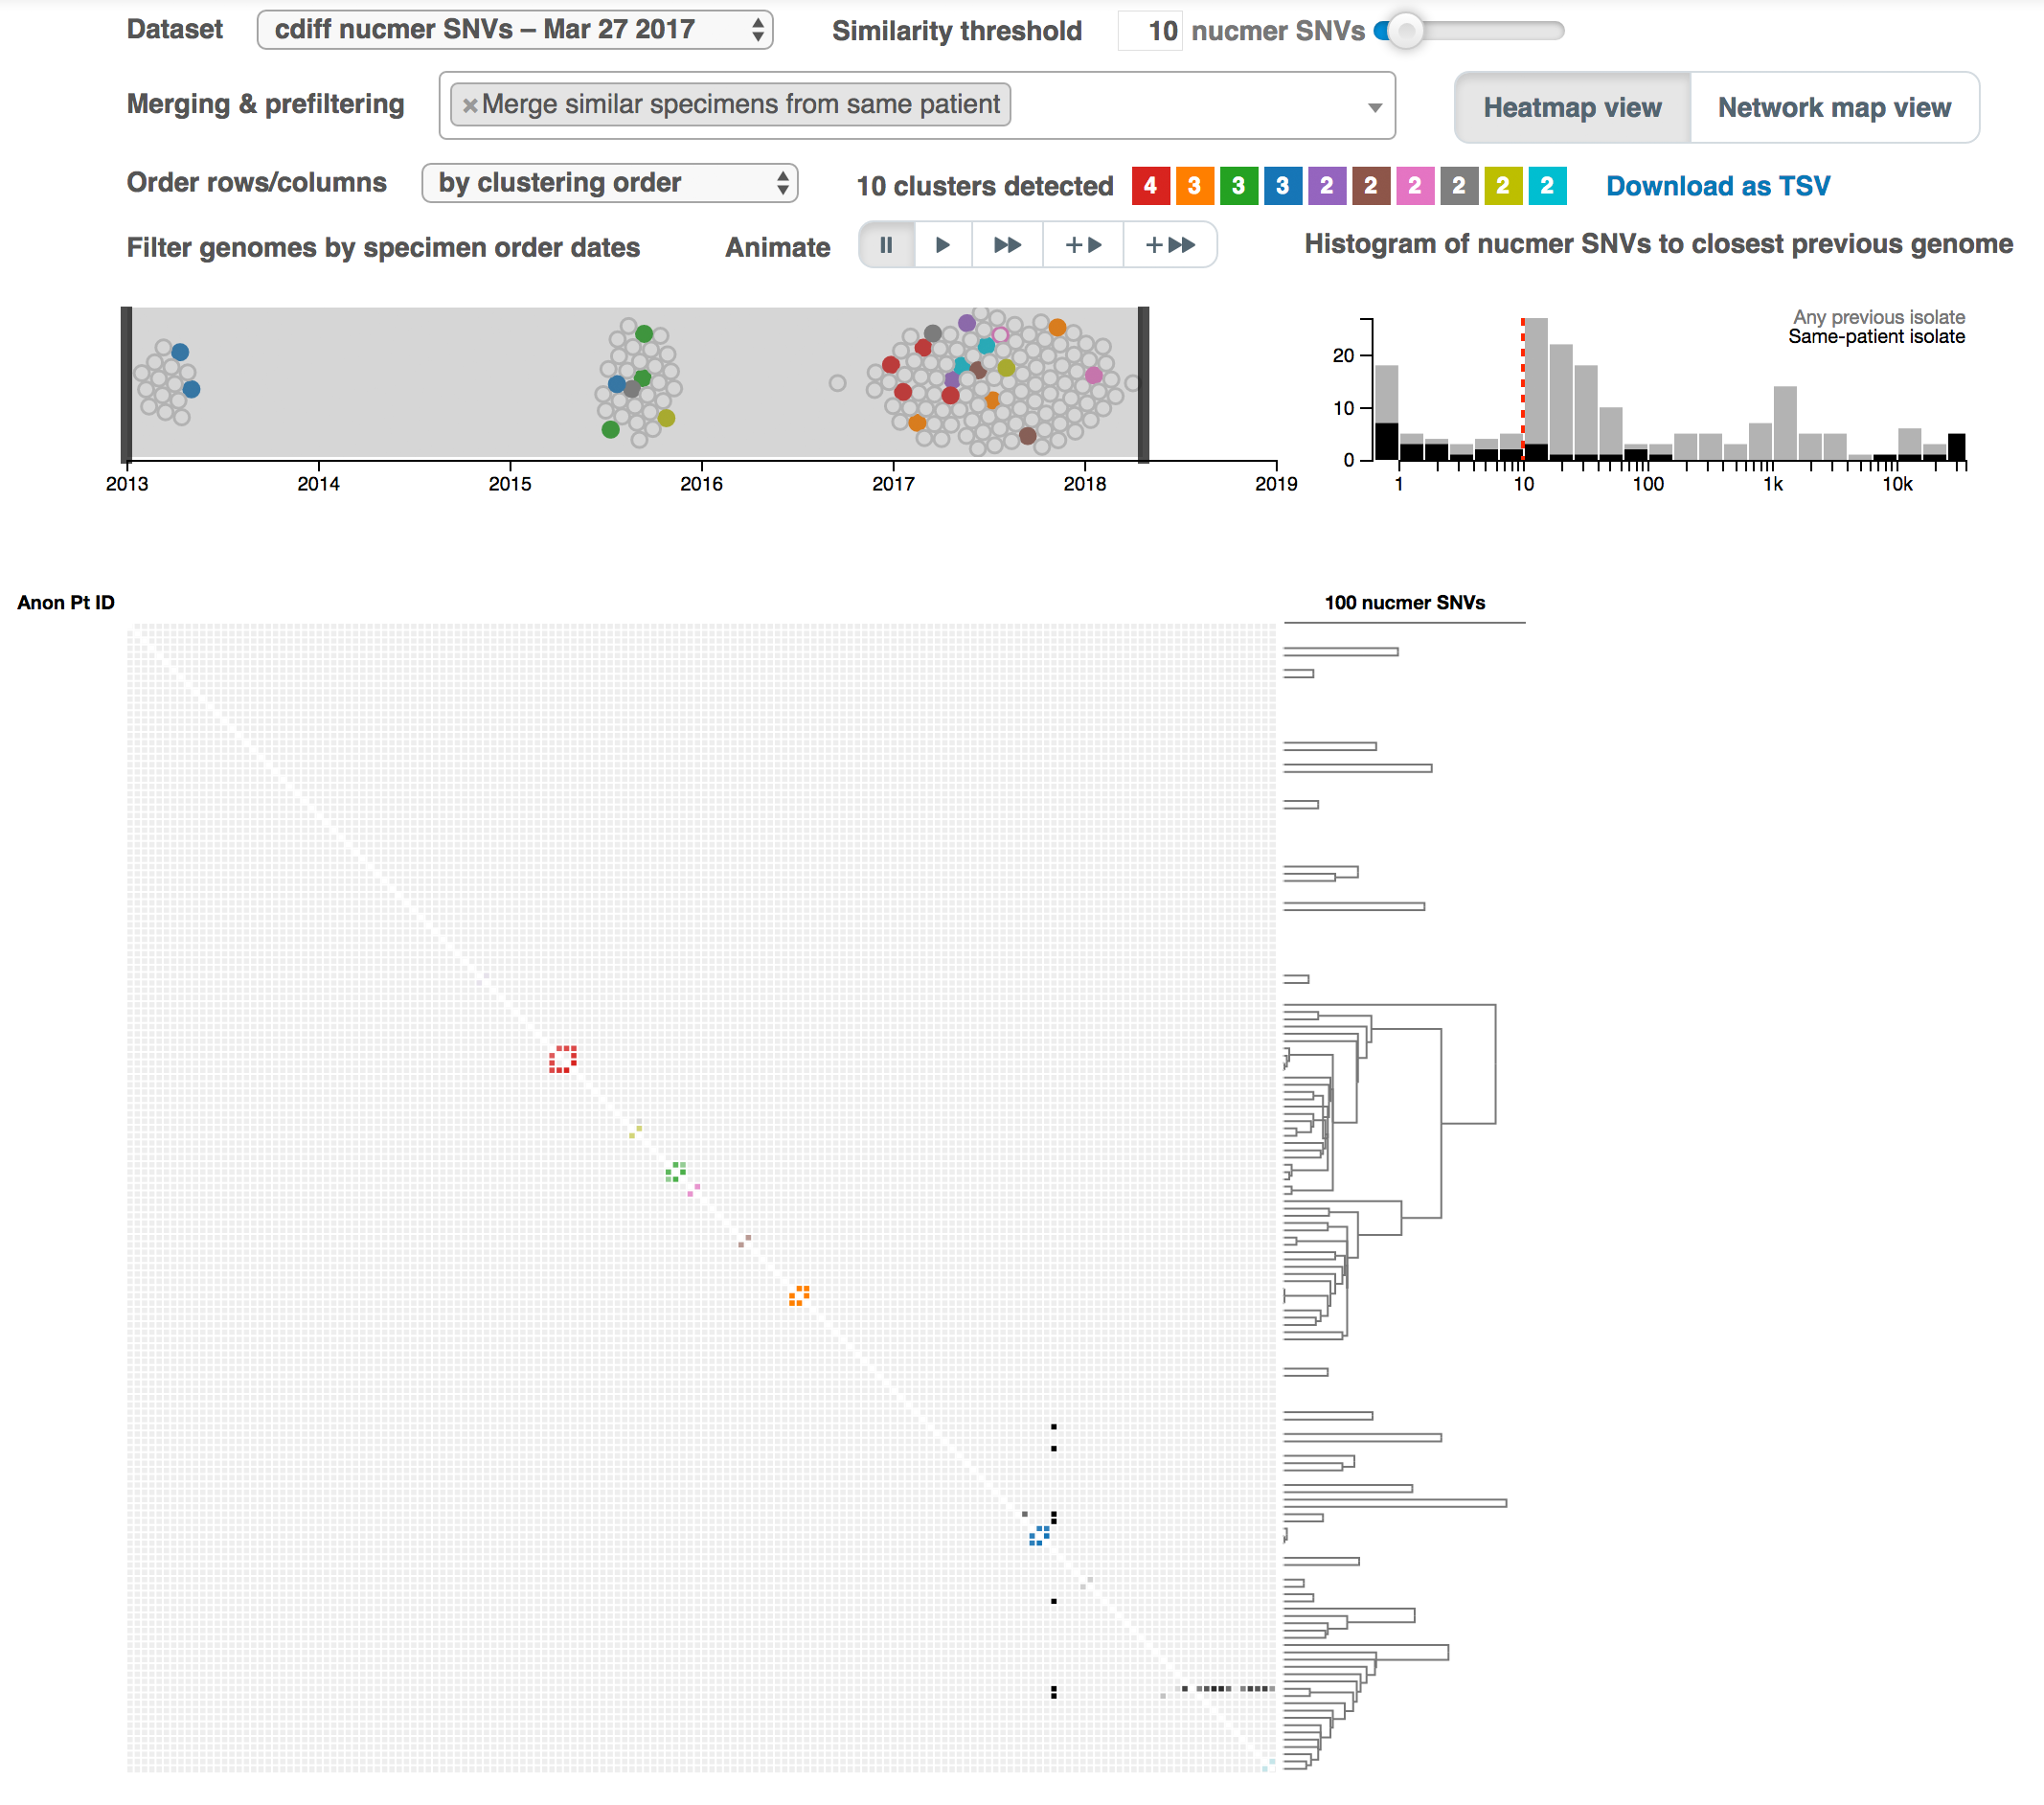 Dataset cdiff nucmer SNVs – Mar 27 2017 Similarity threshold 10 nucmer SNVs
Merging & prefiltering ×Merge similar specimens from same patient Heatmap view Network map view
Order rows/columns by clustering order 10 clusters detected 4 3 3 3 2 2 2 2 2 2 Download as TSV
Filter genomes by specimen order dates Animate + + Histogram of nucmer SNVs to closest previous genome
Any previous isolate
Same-patient isolate
20
10
0
2013 2014 2015 2016 2017 2018 2019 1 10 100 1k 10k
Anon Pt ID 100 nucmer SNVs